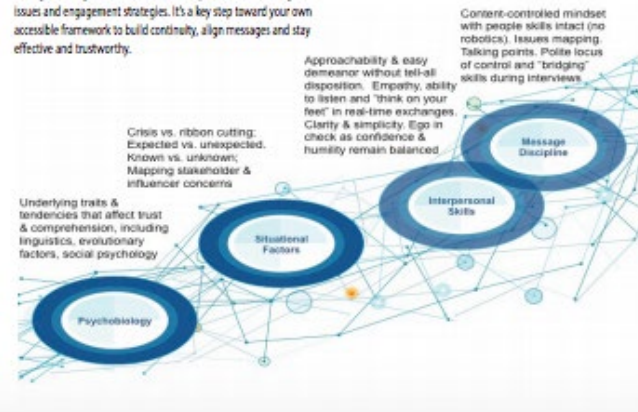 issues and engagement strategies. It's a key step toward your own
accessible framework to build continuity, align messages and stay
effective and trustworthy.
Content-controlled mindset
with people skills intact (no
robotics). Issues mapping.
Talking points. Polite locus
of control and "bridging"
skills during interviews
Approachability & easy
demeanor without tell-all
disposition. Empathy, ability
to listen and "think on your
feet" in real-time exchanges.
Clarity & simplicity. Ego in
check as confidence &
humility remain balanced
Crisis vs. ribbon cutting;
Expected vs. unexpected.
Known vs. unknown;
Mapping stakeholder &
influencer concerns
Underlying traits &
tendencies that affect trust
& comprehension, including
linguistics, evolutionary
factors, social psychology
Message
Discipline
Interpersonal
Skills
Situational
Factors
Psychobiology